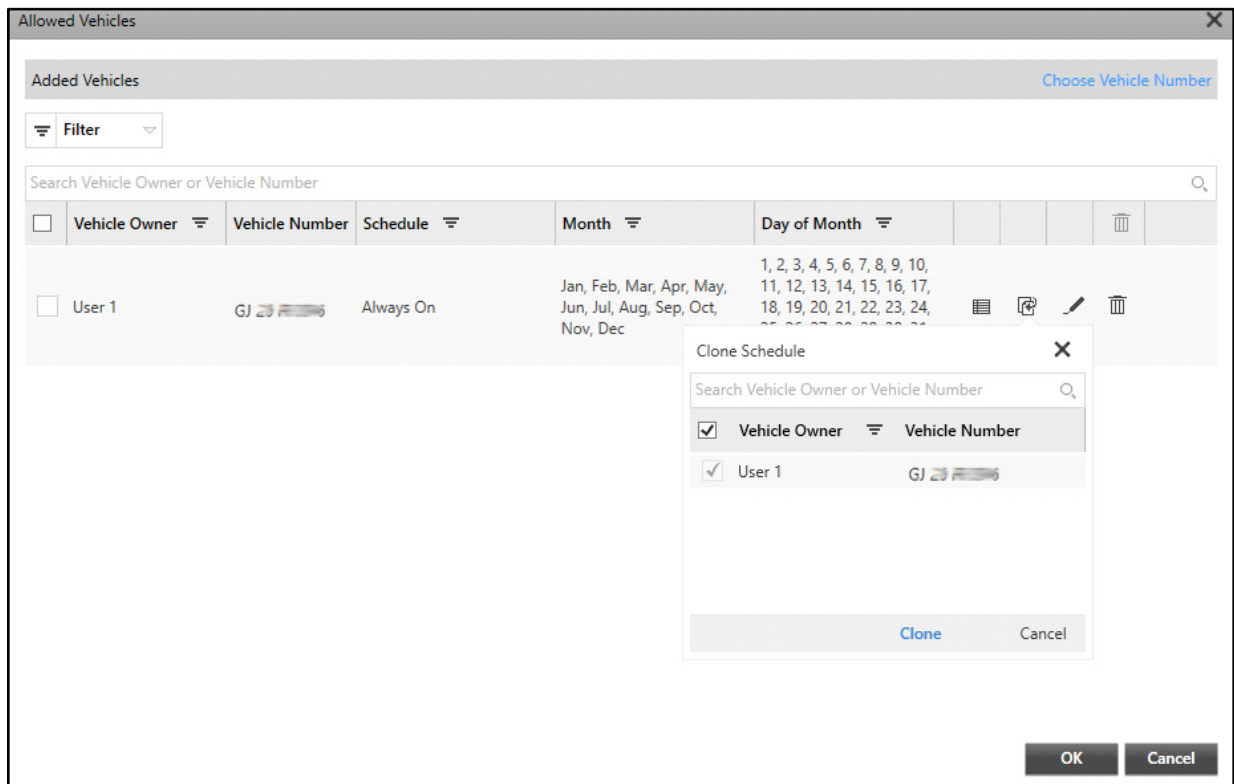 Allowed Vehicles
Added Vehicles
Choose Vehicle Number
Filter
Search Vehicle Owner or Vehicle Number
Vehicle Owner Vehicle Number Schedule Month Day of Month
User 1
GJ
Always On
Jan, Feb, Mar, Apr, May,
Jun, Jul, Aug, Sep, Oct,
Nov, Dec
1, 2, 3, 4, 5, 6, 7, 8, 9, 10,
11, 12, 13, 14, 15, 16, 17,
18, 19, 20, 21, 22, 23, 24,
Clone Schedule
Search Vehicle Owner or Vehicle Number
Vehicle Owner Vehicle Number
User 1 GJ
Clone Cancel
OK Cancel